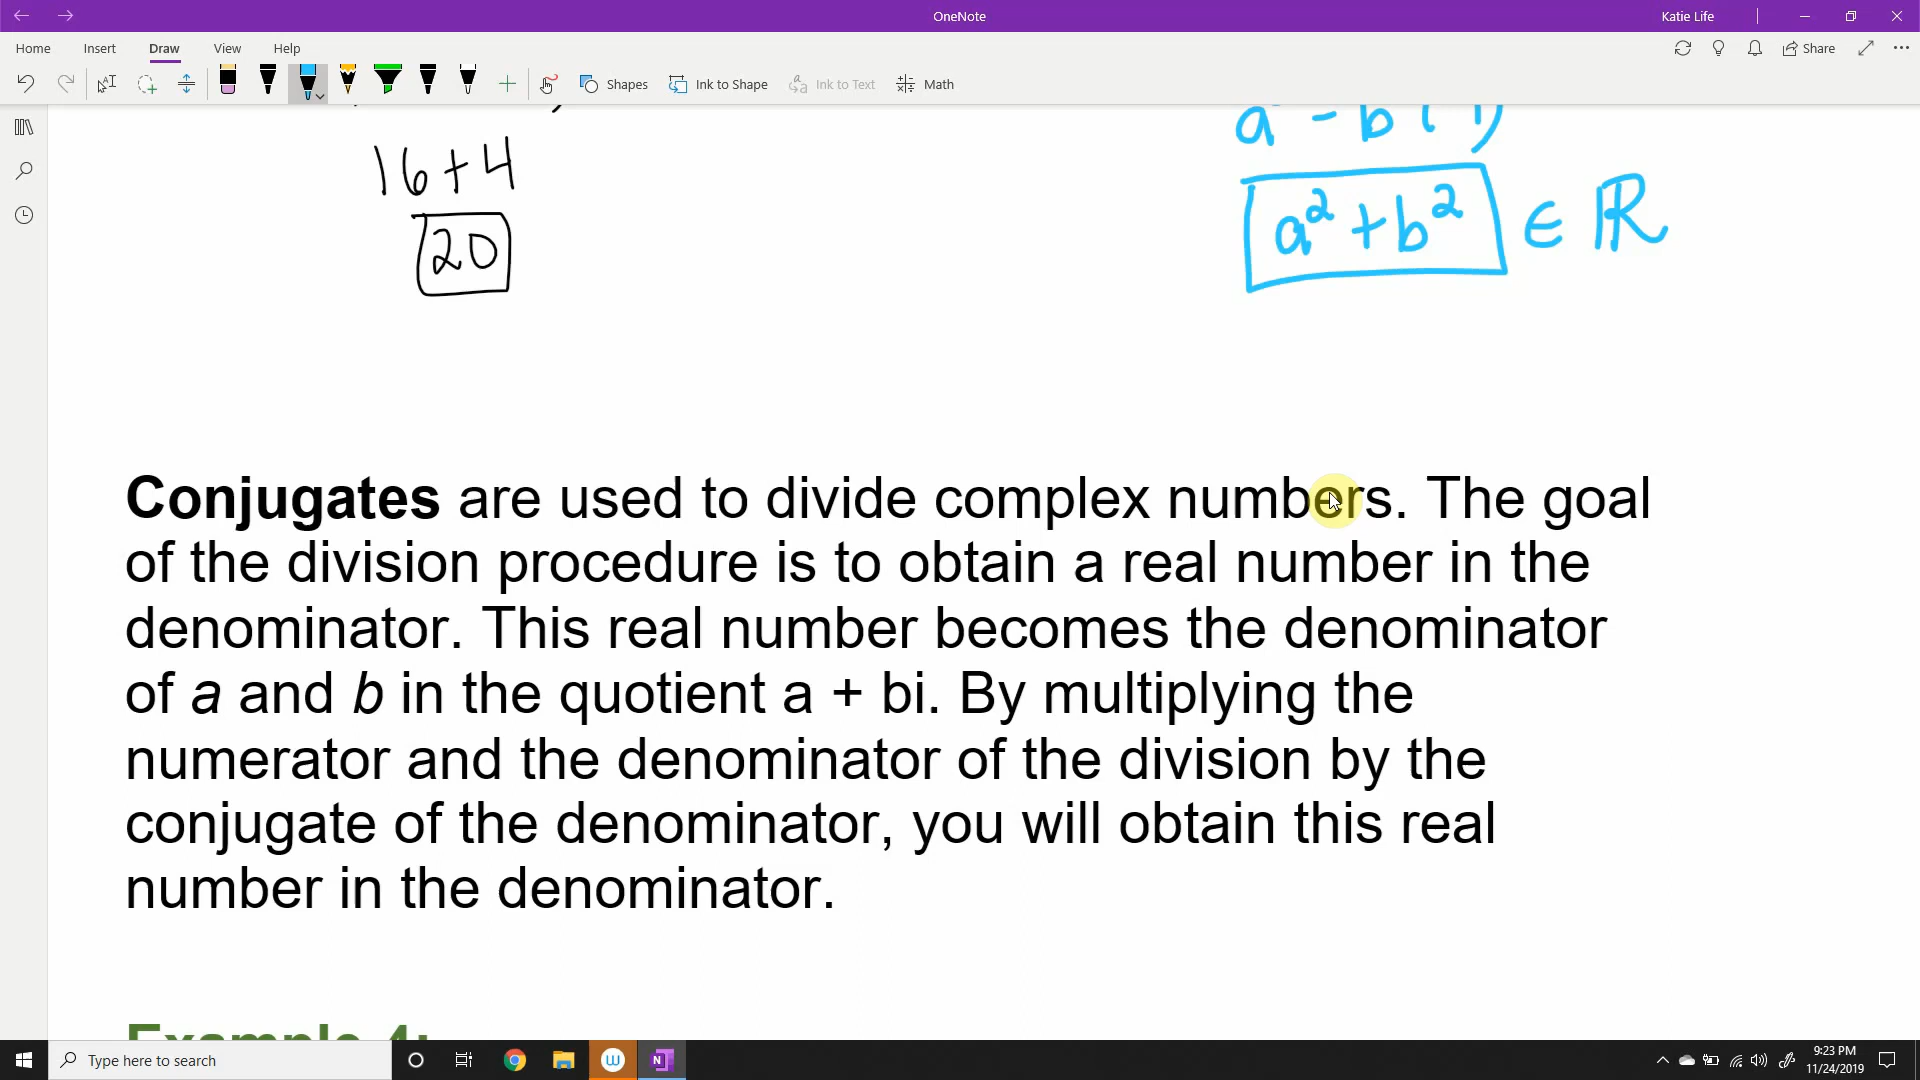 OneNote
Katie Life
Home Insert Draw View Help
Share
Shapes Ink to Shape Ink to Text Math
16+4
20
a² + b² ∈ ℝ
Conjugates are used to divide complex numbers. The goal
of the division procedure is to obtain a real number in the
denominator. This real number becomes the denominator
of a and b in the quotient a + bi. By multiplying the
numerator and the denominator of the division by the
conjugate of the denominator, you will obtain this real
number in the denominator.
Example 4:
Type here to search
9:23 PM
11/24/2019